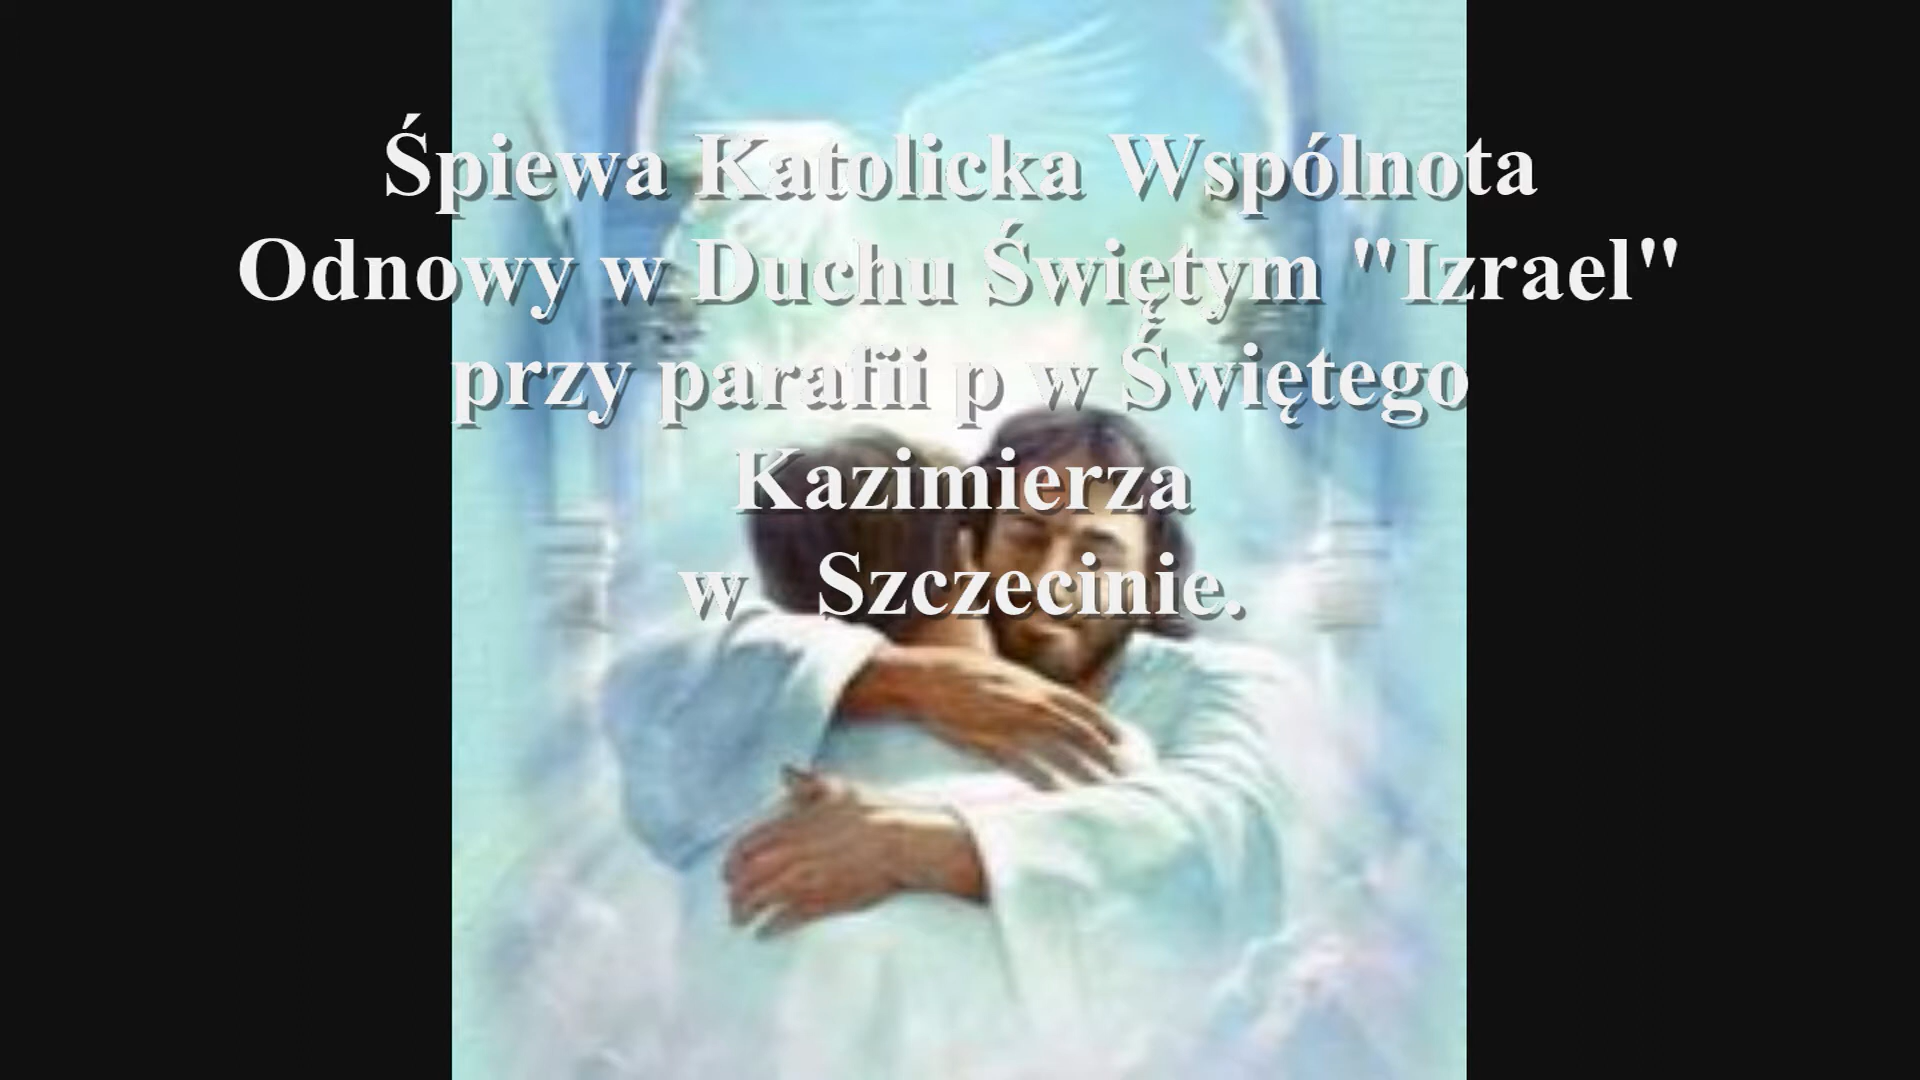 Śpiewa Katolicka Wspólnota
Odnowy w Duchu Świętym "Izrael"
przy parafii p w Świętego
Kazimierza
w Szczecinie.